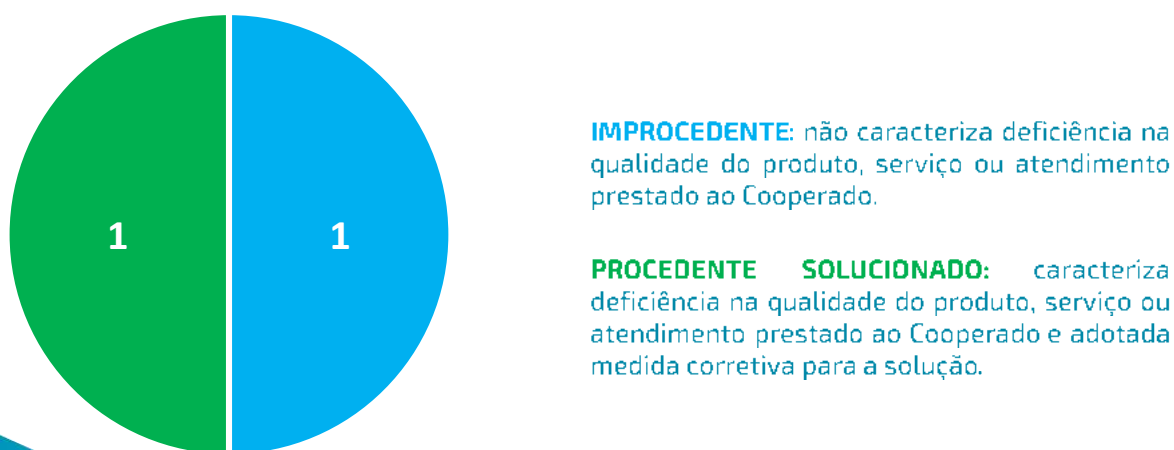 1
1
IMPROCEDENTE: não caracteriza deficiência na
qualidade do produto, serviço ou atendimento
prestado ao Cooperado.
PROCEDENTE SOLUCIONADO: caracteriza
deficiência na qualidade do produto, serviço ou
atendimento prestado ao Cooperado e adotada
medida corretiva para a solução.